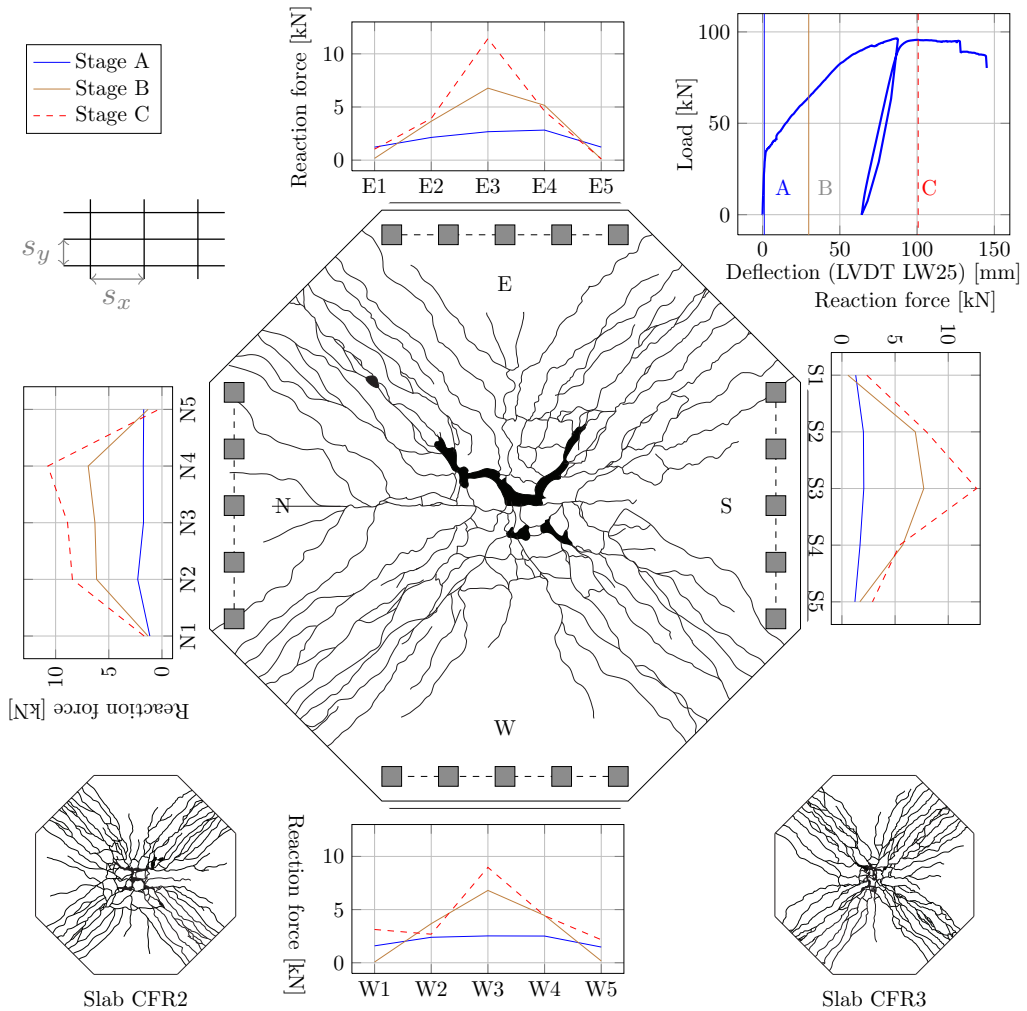 Stage A
Stage B
Stage C
s_y
s_x
Reaction force [kN]
10
5
0
E1 E2 E3 E4 E5
Load [kN]
100
50
0
A B C
0 50 100 150
Deflection (LVDT LW25) [mm]
Reaction force [kN]
0 5 10
S1
S2
S3
S4
S5
E
N
S
W
N5
N4
N3
N2
N1
10 5 0
Reaction force [kN]
Reaction force [kN]
10
5
0
W1 W2 W3 W4 W5
Slab CFR2
Slab CFR3